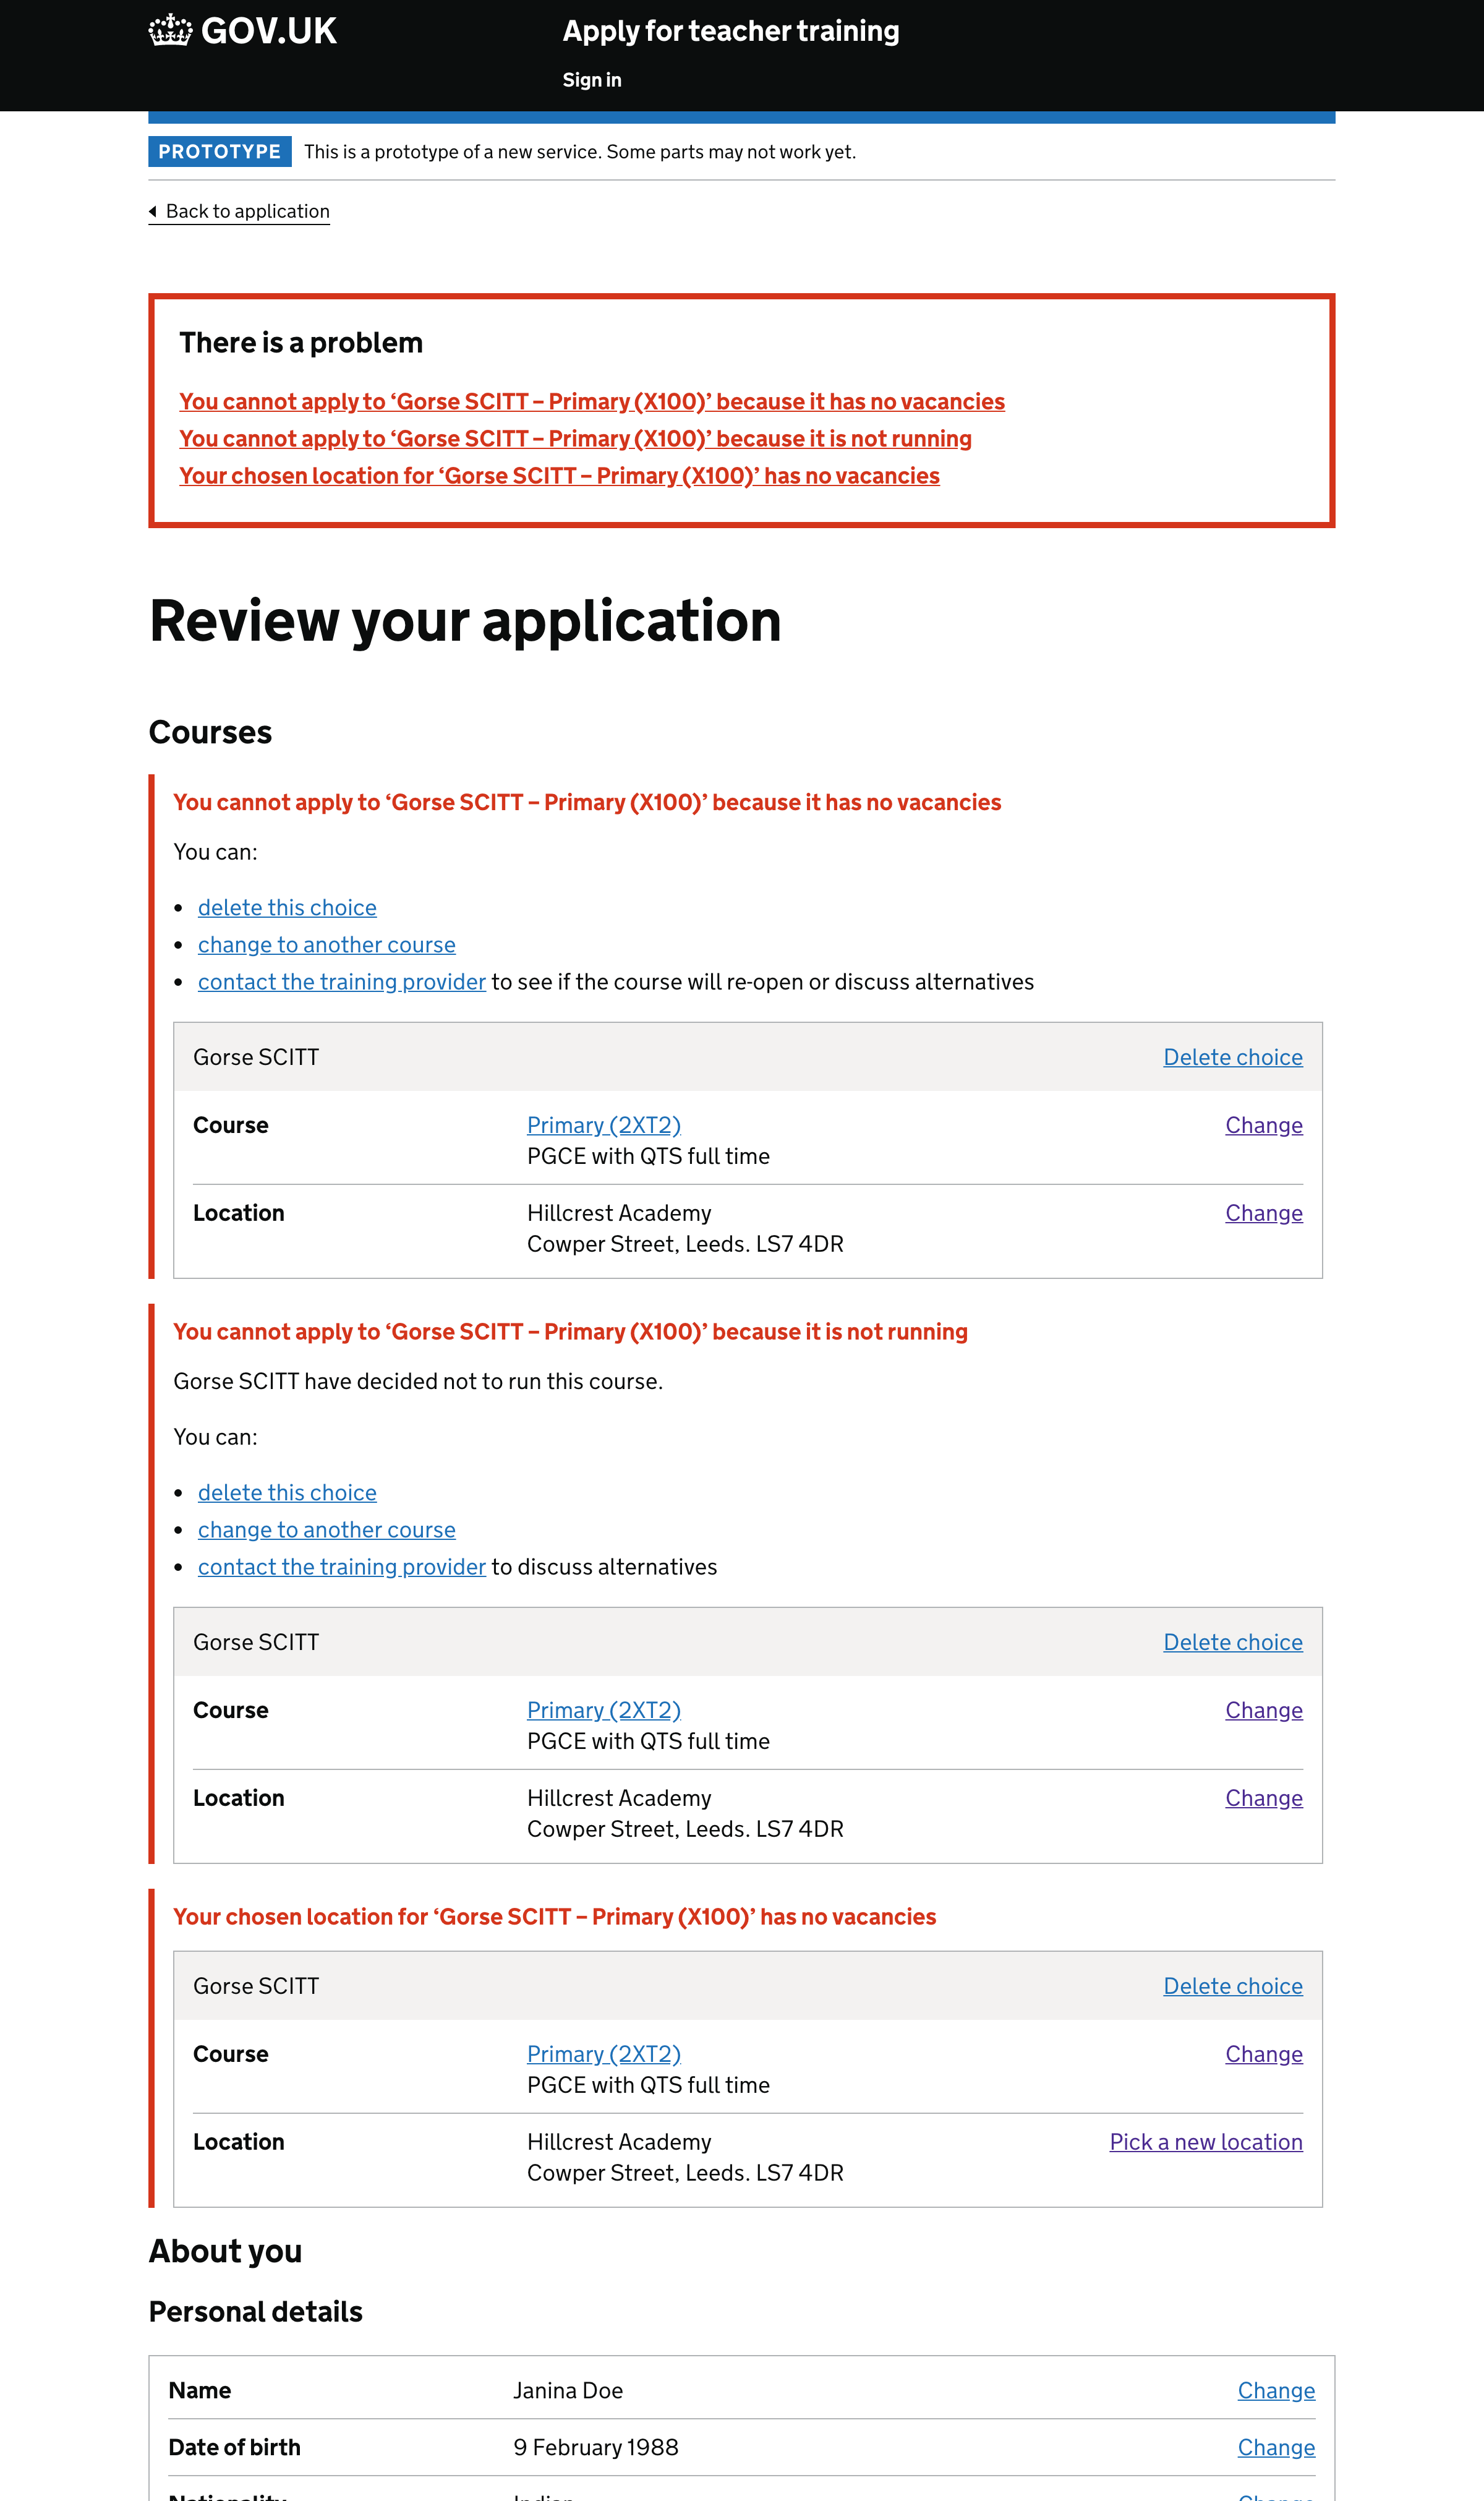 GOV.UK
Apply for teacher training
Sign in
PROTOTYPE This is a prototype of a new service. Some parts may not work yet.
Back to application
There is a problem
You cannot apply to ‘Gorse SCITT – Primary (X100)’ because it has no vacancies
You cannot apply to ‘Gorse SCITT – Primary (X100)’ because it is not running
Your chosen location for ‘Gorse SCITT – Primary (X100)’ has no vacancies
Review your application
Courses
You cannot apply to ‘Gorse SCITT – Primary (X100)’ because it has no vacancies
You can:
• delete this choice
• change to another course
• contact the training provider to see if the course will re-open or discuss alternatives
Gorse SCITT Delete choice
Course Primary (2XT2) Change
PGCE with QTS full time
Location Hillcrest Academy Change
Cowper Street, Leeds. LS7 4DR
You cannot apply to ‘Gorse SCITT – Primary (X100)’ because it is not running
Gorse SCITT have decided not to run this course.
You can:
• delete this choice
• change to another course
• contact the training provider to discuss alternatives
Gorse SCITT Delete choice
Course Primary (2XT2) Change
PGCE with QTS full time
Location Hillcrest Academy Change
Cowper Street, Leeds. LS7 4DR
Your chosen location for ‘Gorse SCITT – Primary (X100)’ has no vacancies
Gorse SCITT Delete choice
Course Primary (2XT2) Change
PGCE with QTS full time
Location Hillcrest Academy Pick a new location
Cowper Street, Leeds. LS7 4DR
About you
Personal details
Name Janina Doe Change
Date of birth 9 February 1988 Change
Nationality Indian Change